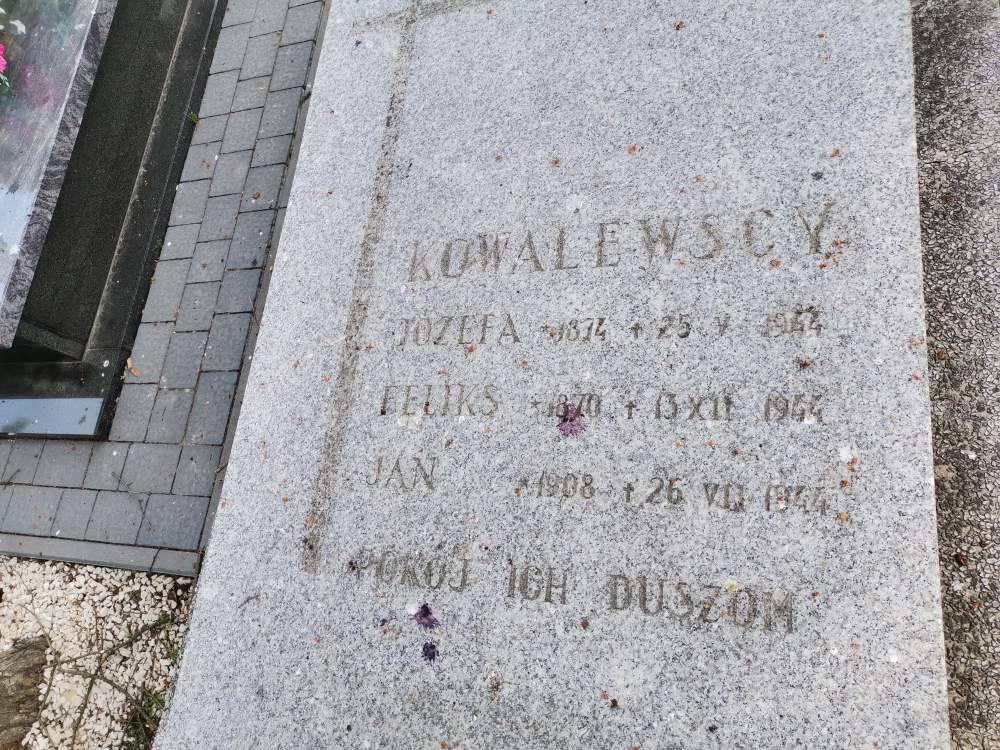 KOWALEWSCY
JÓZEFA *1874 + 25 V 1944
FELIKS *1870 + 13 XII 1944
JAN *1908 + 26 VII 1944
POKÓJ ICH DUSZOM